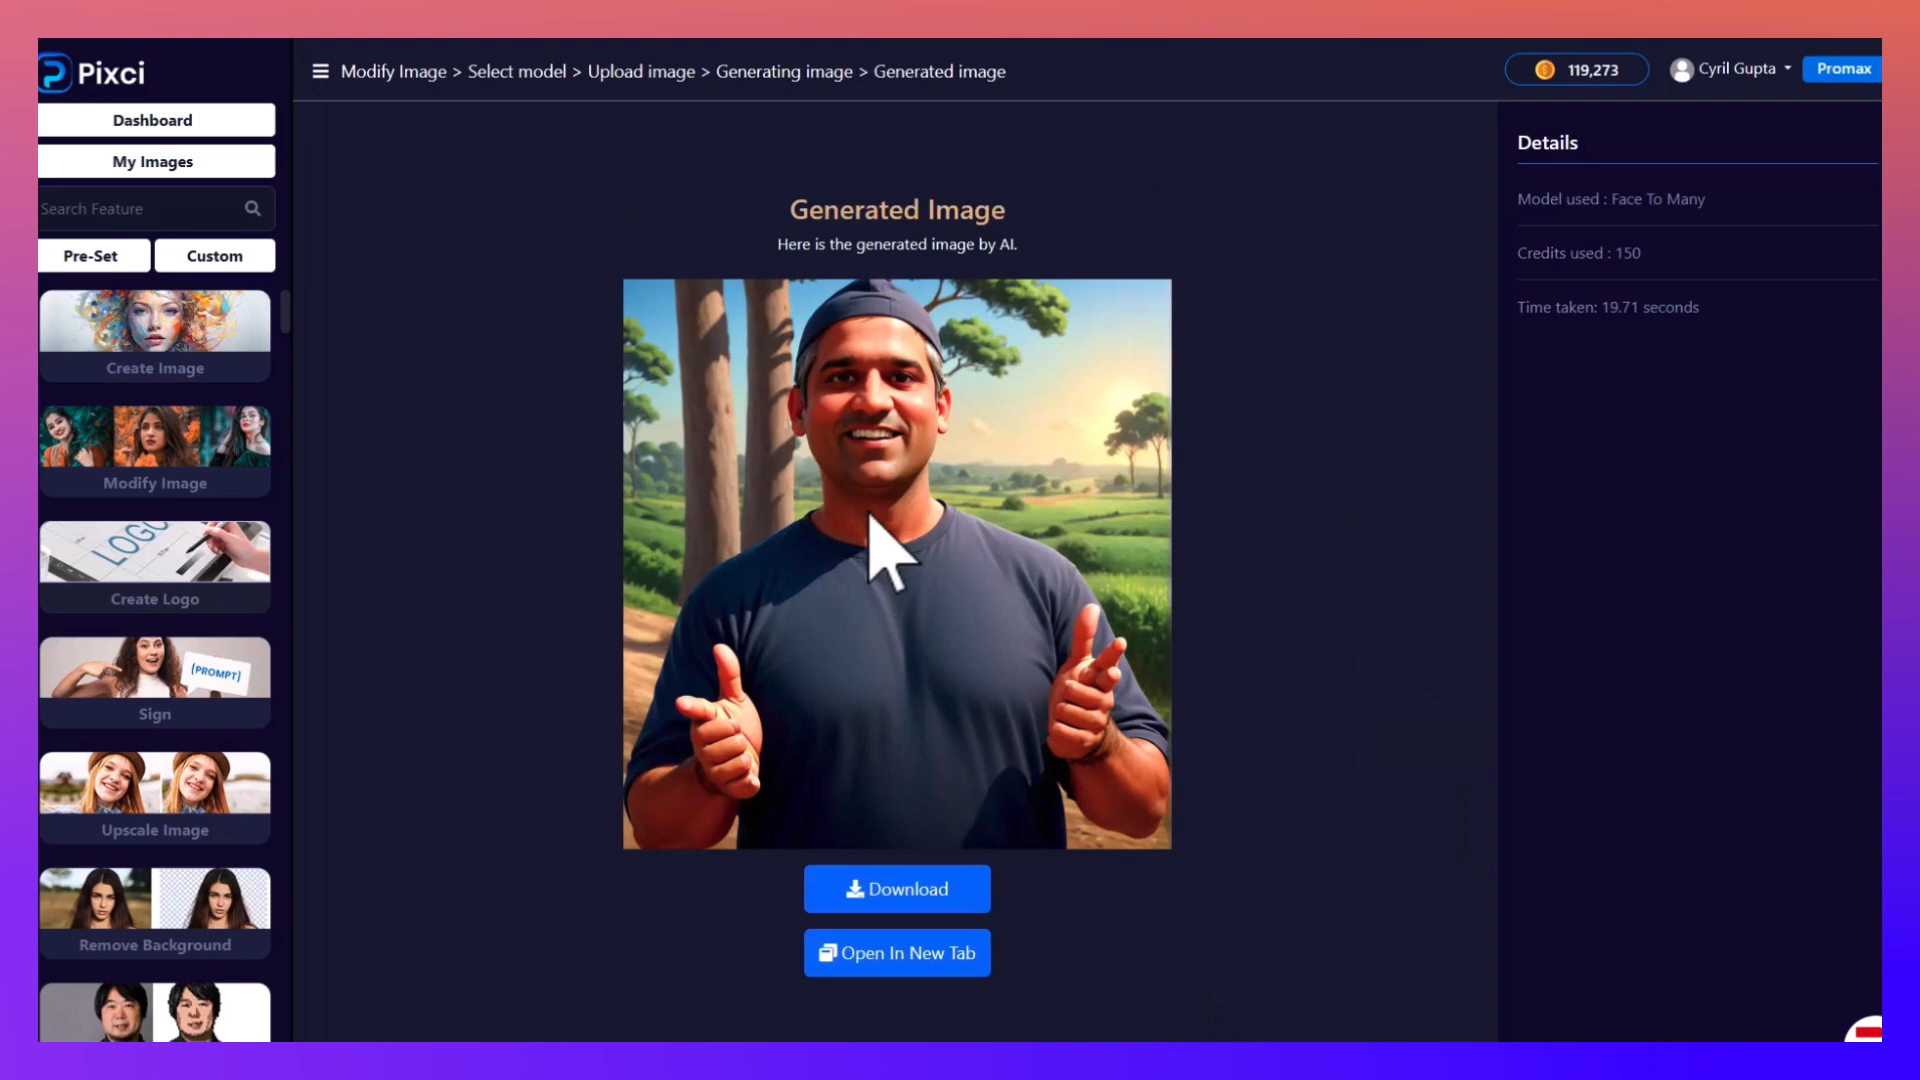 Pixci
Dashboard
My Images
Search Feature
Pre-Set
Custom
Create Image
Modify Image
LOGO
Create Logo
{PROMPT}
Sign
Upscale Image
Remove Background
Modify Image > Select model > Upload image > Generating image > Generated image
119,273
Cyril Gupta
Promax
Generated Image
Here is the generated image by AI.
Download
Open In New Tab
Details
Model used : Face To Many
Credits used : 150
Time taken: 19.71 seconds